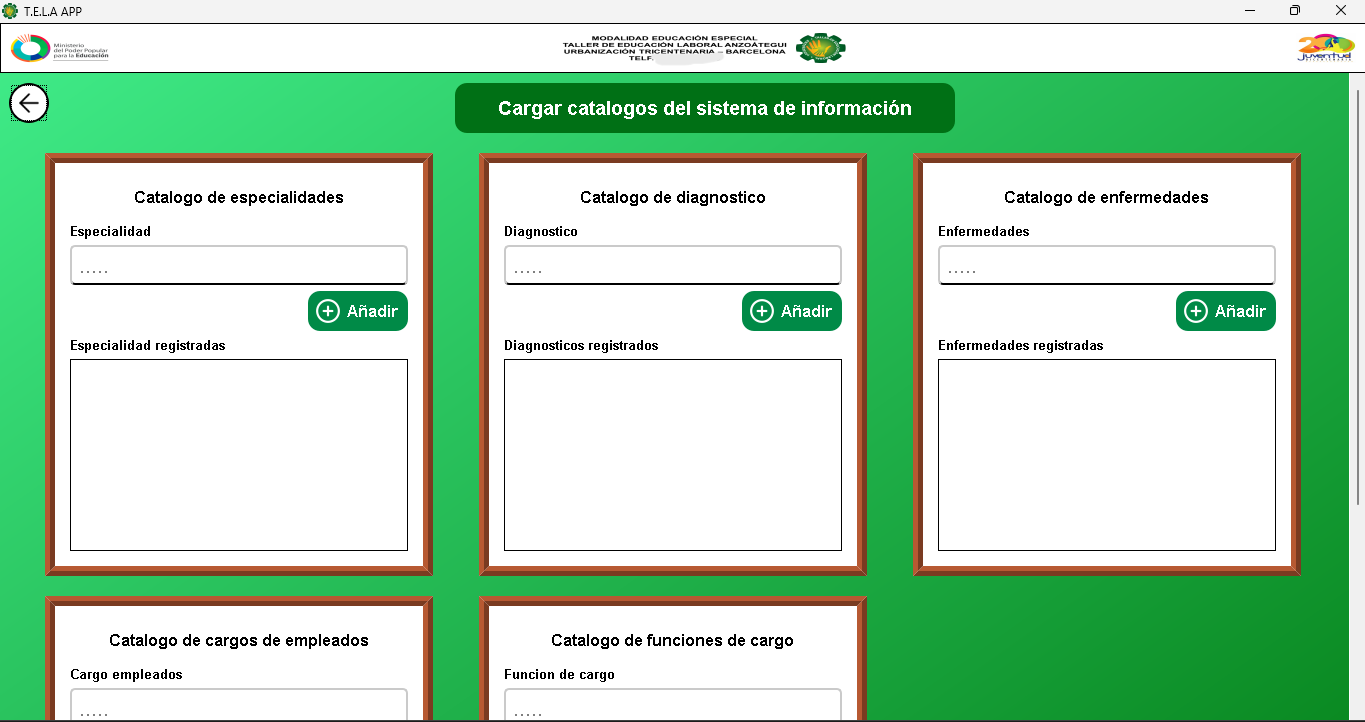 T.E.L.A APP
Ministerio
del Poder Popular
para la Educación
MODALIDAD EDUCACIÓN ESPECIAL
TALLER DE EDUCACIÓN LABORAL ANZOÁTEGUI
URBANIZACIÓN TRICENTENARIA – BARCELONA
TELF.
Juventud
Cargar catalogos del sistema de información
Catalogo de especialidades
Especialidad
.....
Añadir
Especialidad registradas
Catalogo de diagnostico
Diagnostico
.....
Añadir
Diagnosticos registrados
Catalogo de enfermedades
Enfermedades
.....
Añadir
Enfermedades registradas
Catalogo de cargos de empleados
Cargo empleados
.....
Catalogo de funciones de cargo
Funcion de cargo
.....